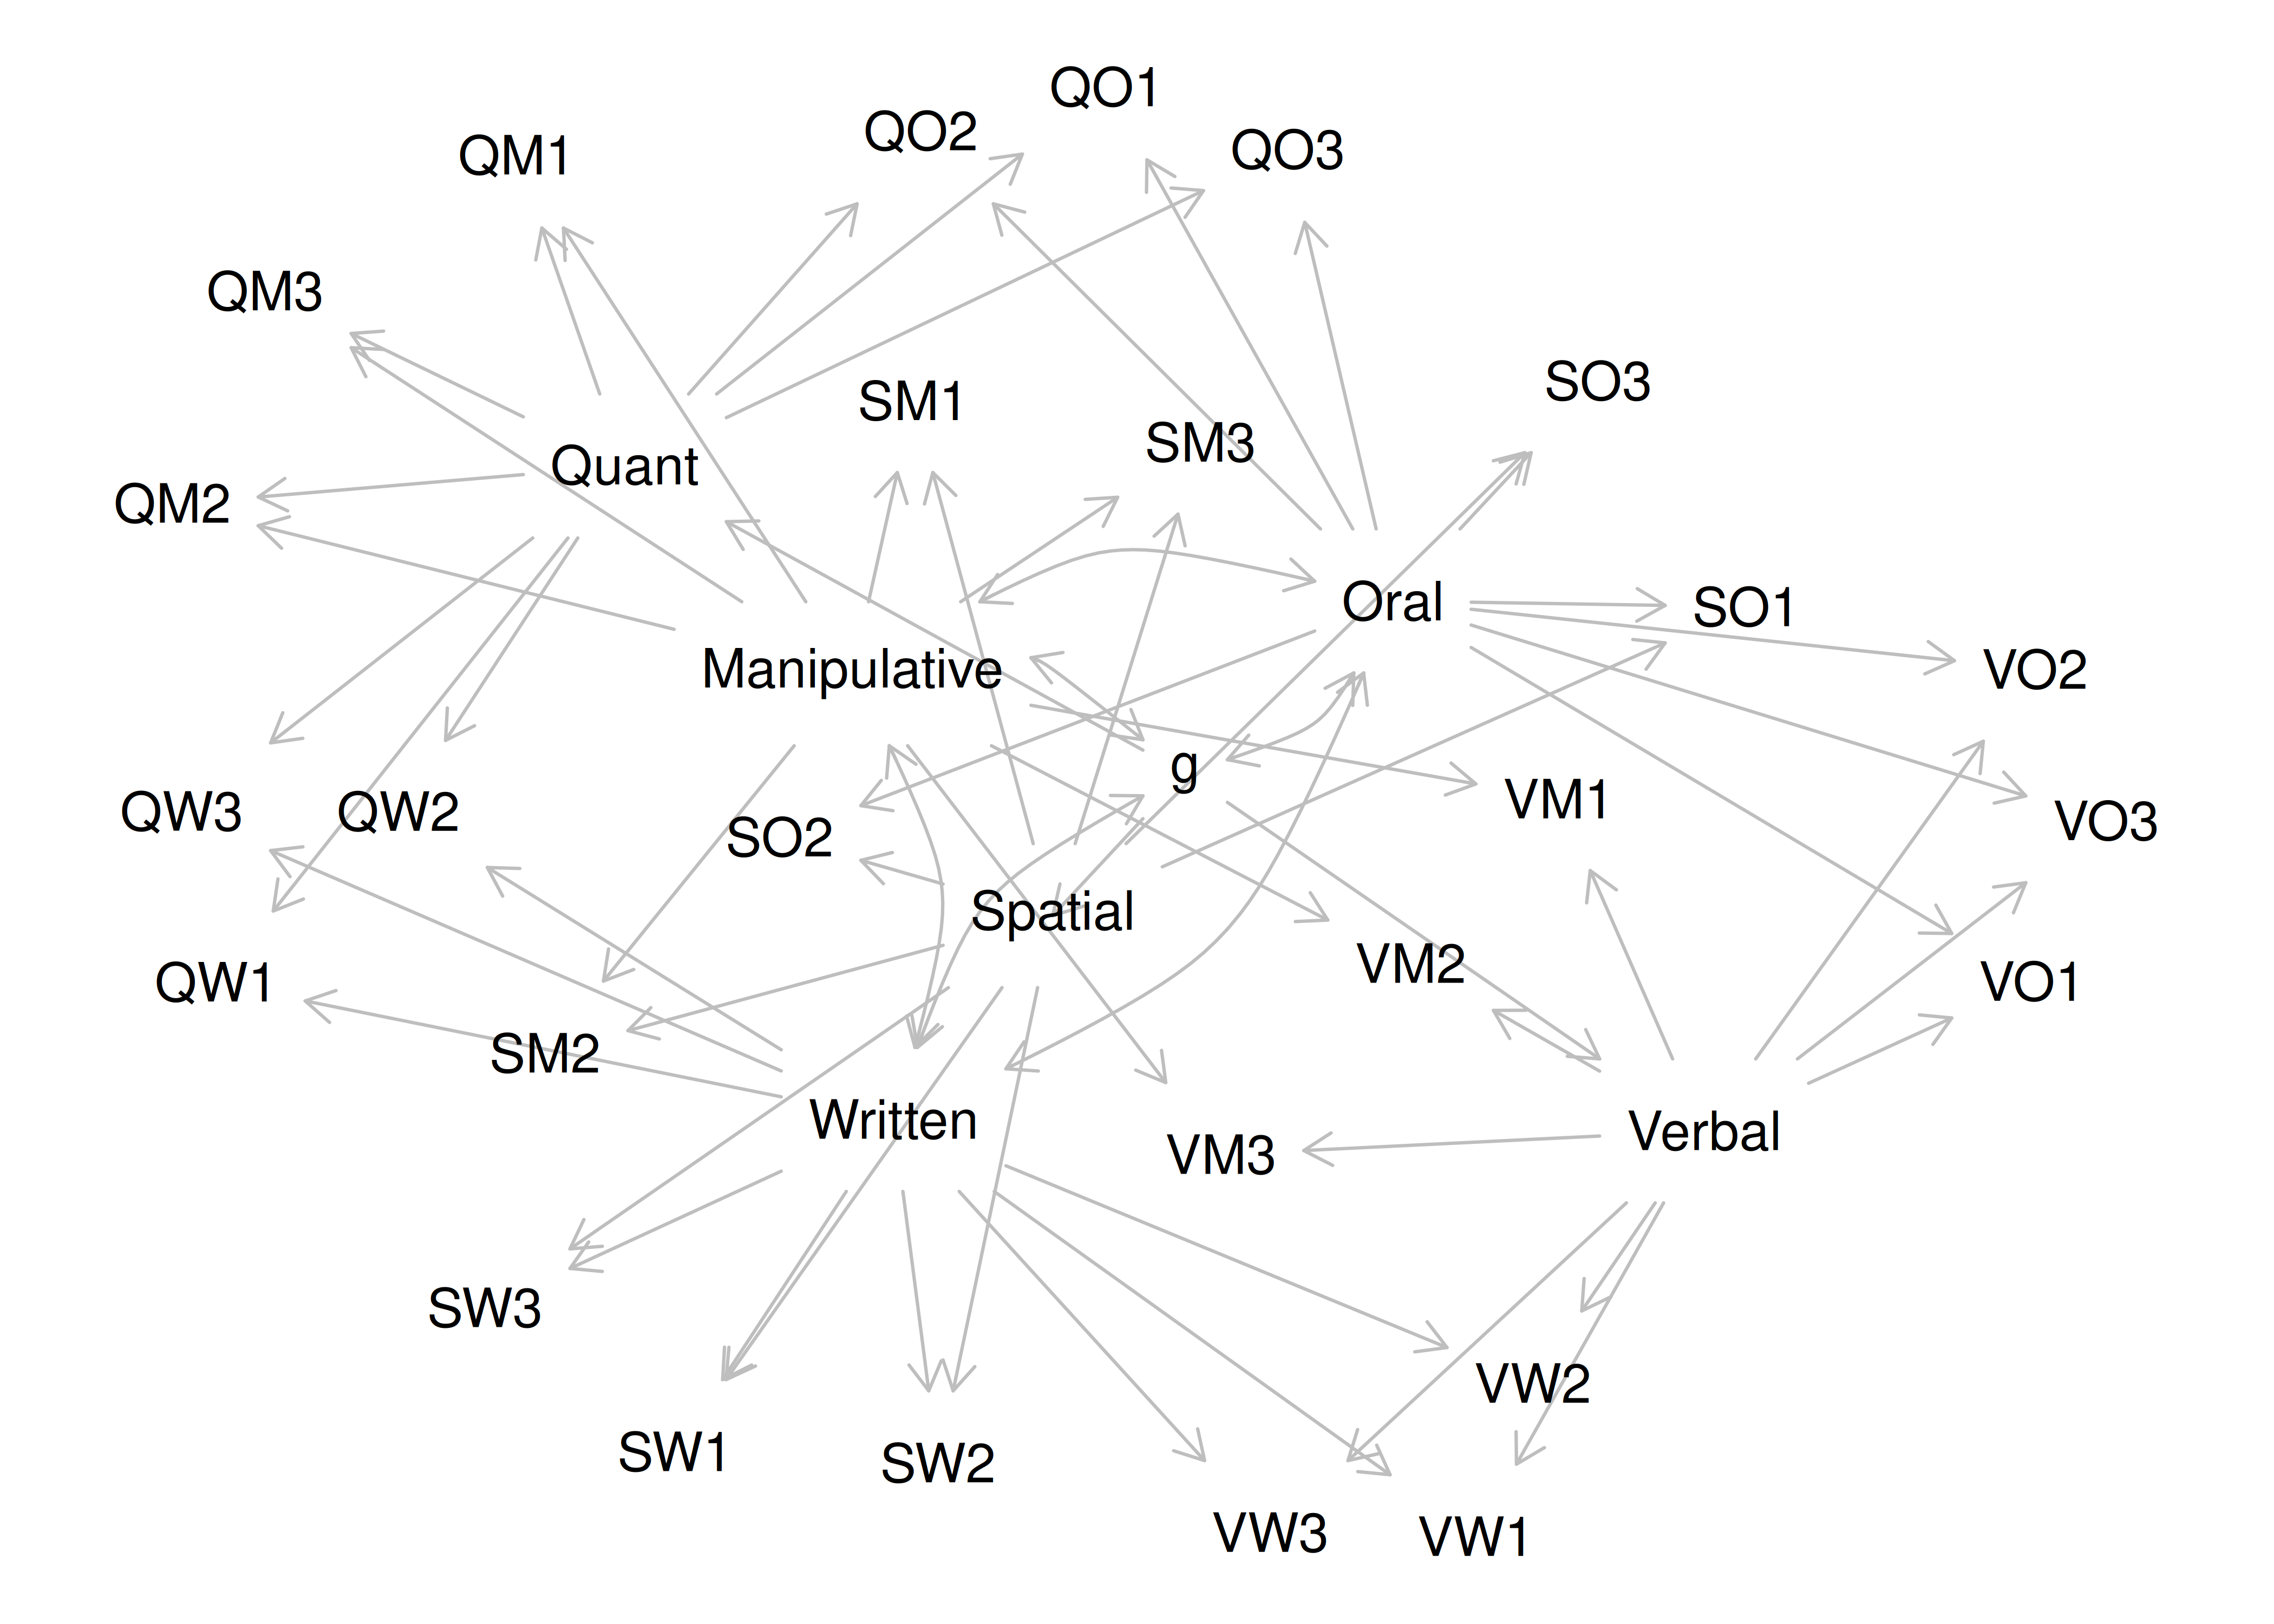 QO1
QO2
QO3
QM1
QM3
SO3
SM1
SM3
Quant
QM2
Oral
SO1
Manipulative
VO2
g
VM1
QW3
QW2
SO2
VO3
Spatial
VM2
QW1
VO1
SM2
Written
Verbal
VM3
SW3
VW2
SW1
SW2
VW3
VW1